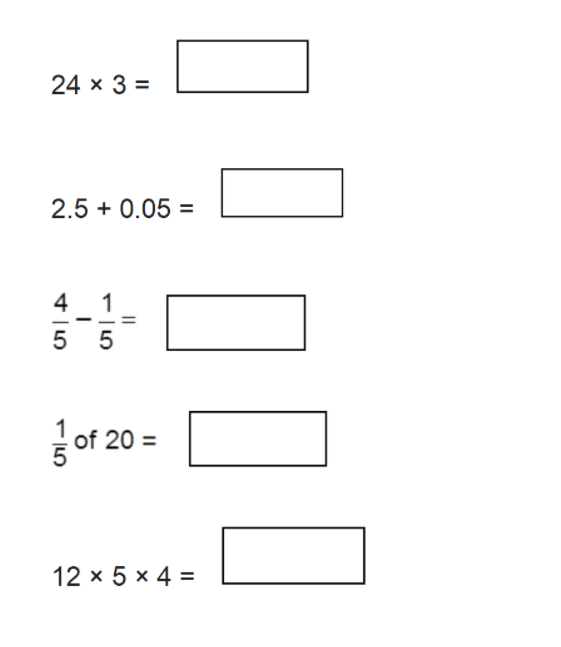 24 × 3 =
2.5 + 0.05 =
4/5 − 1/5 =
1/5 of 20 =
12 × 5 × 4 =